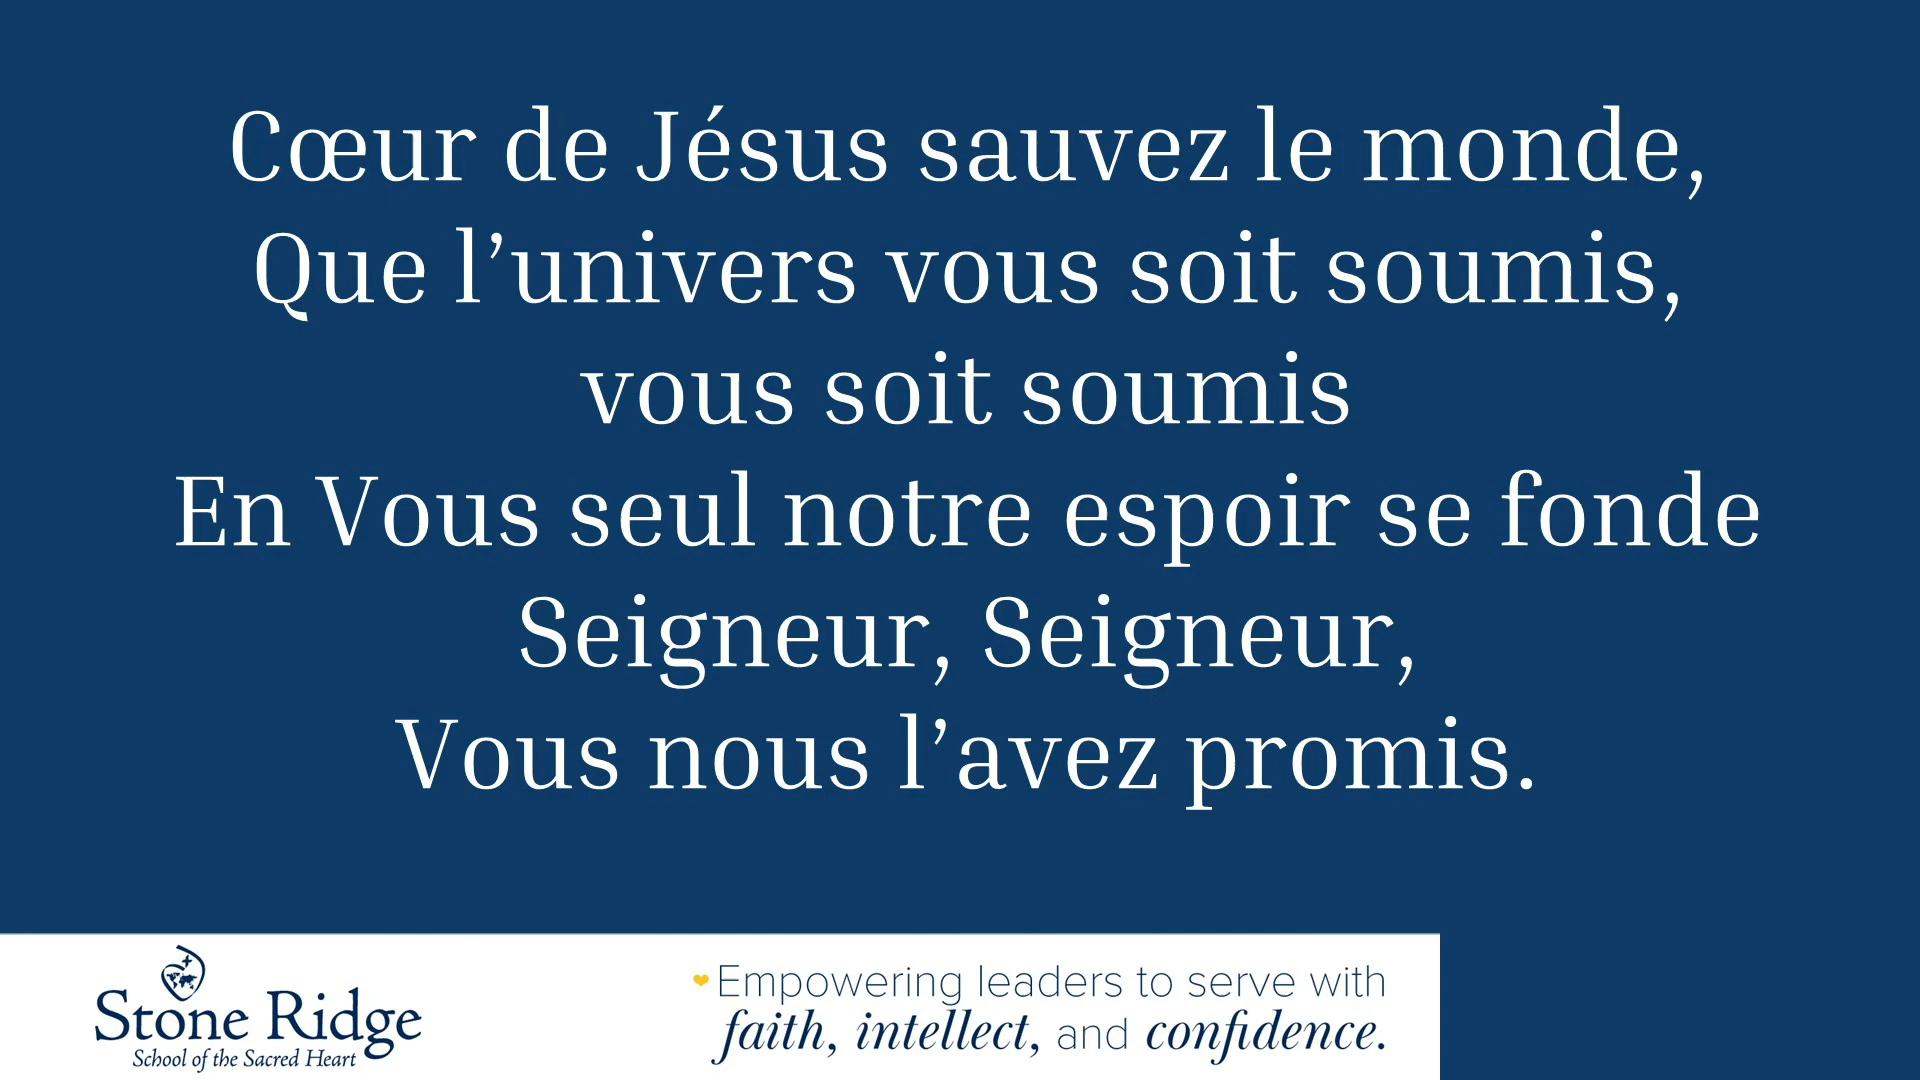 Cœur de Jésus sauvez le monde,
Que l’univers vous soit soumis,
vous soit soumis
En Vous seul notre espoir se fonde
Seigneur, Seigneur,
Vous nous l’avez promis.
Stone Ridge
School of the Sacred Heart
Empowering leaders to serve with
faith, intellect, and confidence.